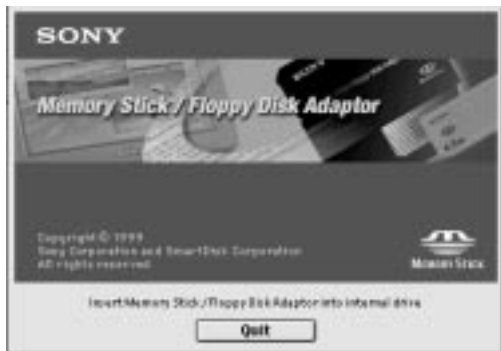 SONY
Memory Stick / Floppy Disk Adaptor
Copyright © 1999
Sony Corporation and SmartDisk Corporation
All rights reserved.
MEMORY STICK
Insert Memory Stick / Floppy Disk Adaptor into internal drive
Quit